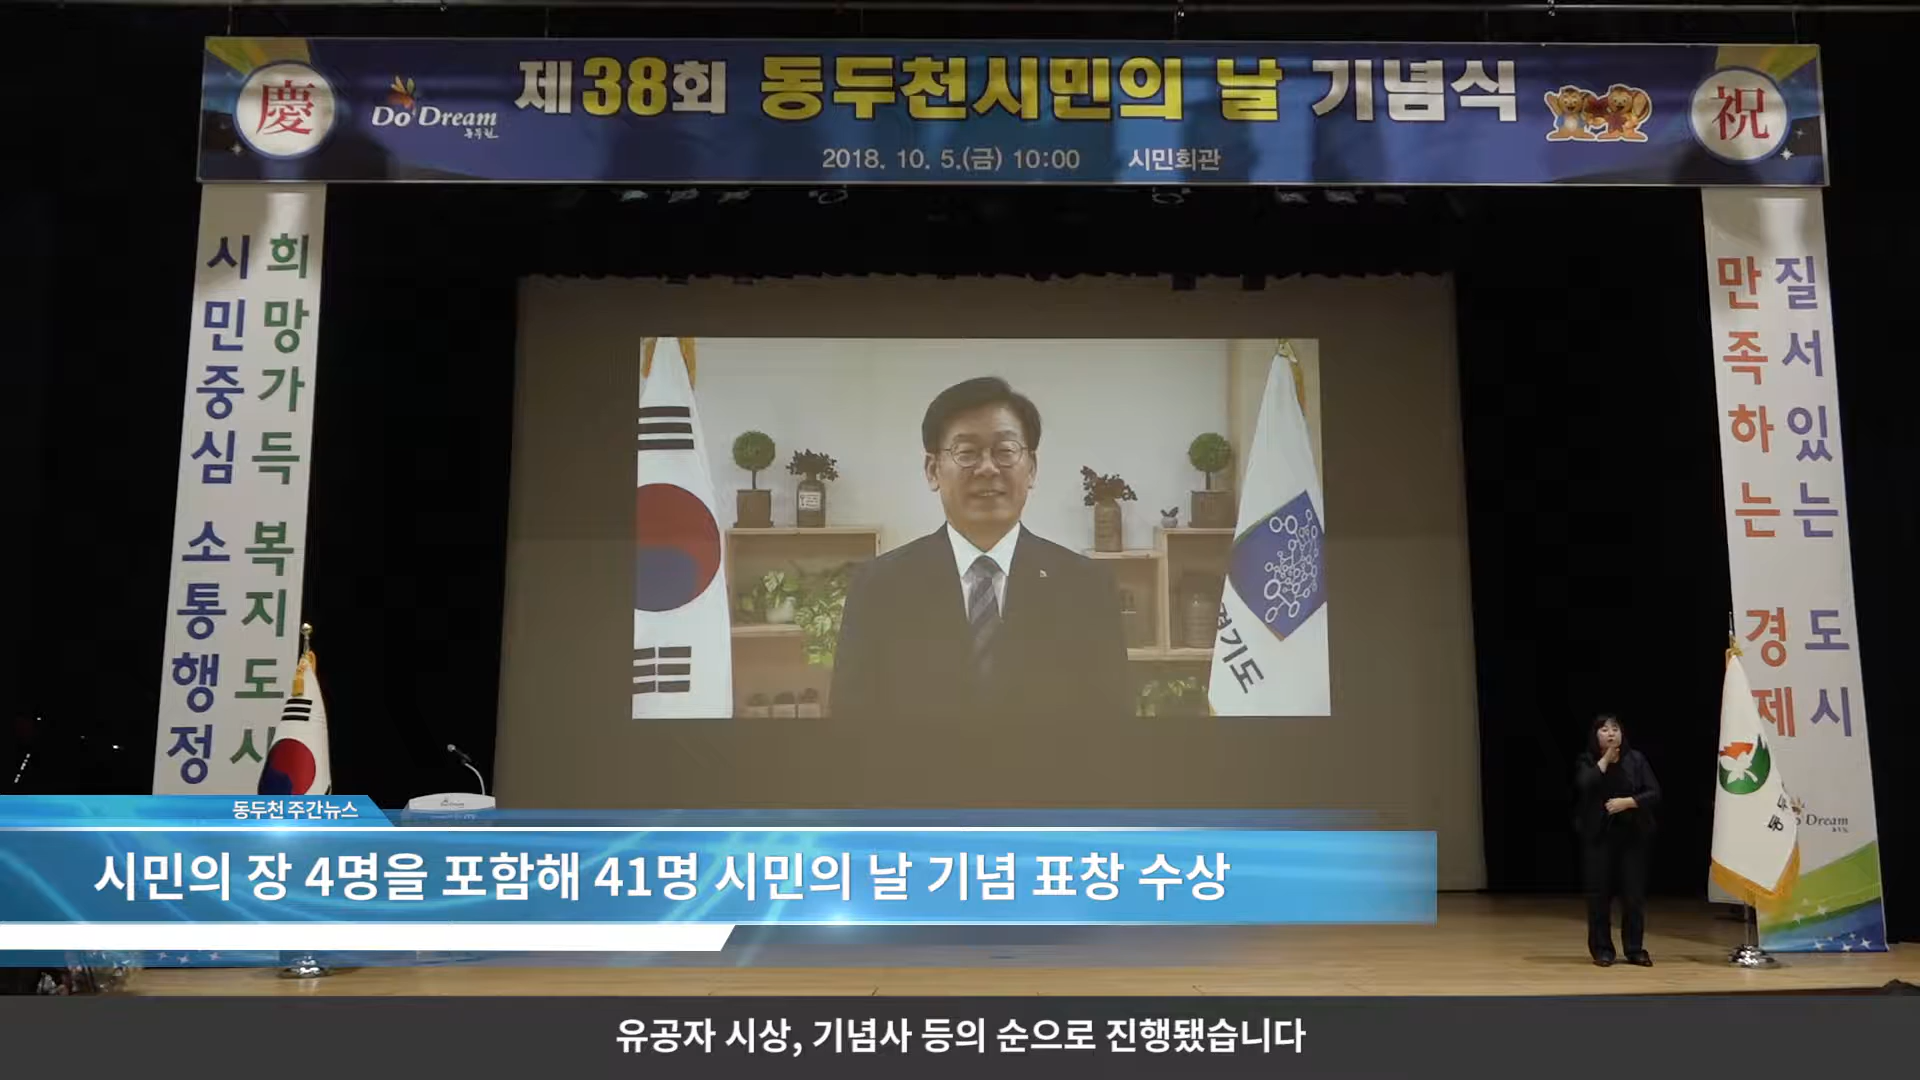 慶
Do Dream
동두천
제38회 동두천시민의 날 기념식
祝
2018. 10. 5.(금) 10:00 시민회관
희망가득 복지도시
시민중심 소통행정
질서 있는 도시
만족하는 경제
경기도
Do Dream
동두천 주간뉴스
시민의 장 4명을 포함해 41명 시민의 날 기념 표창 수상
유공자 시상, 기념사 등의 순으로 진행됐습니다